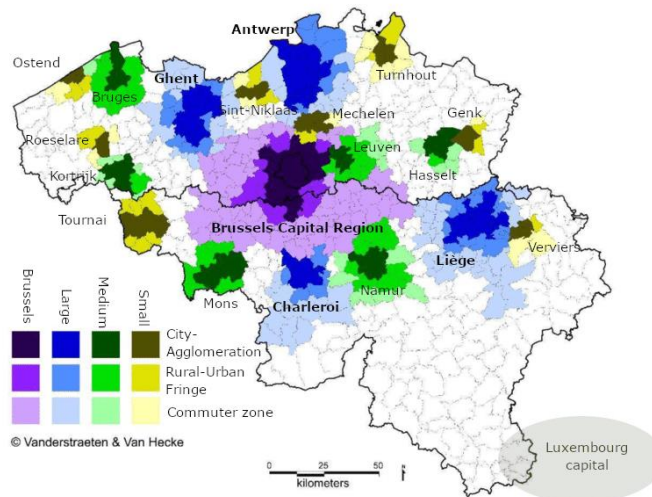 Antwerp
Ostend
Turnhout
Ghent
Bruges
Sint-Niklaas
Mechelen
Genk
Roeselare
Leuven
Kortrijk
Hasselt
Tournai
Brussels Capital Region
Verviers
Liège
Mons
Namur
Charleroi
Brussels
Large
Medium
Small
City-
Agglomeration
Rural-Urban
Fringe
Commuter zone
© Vanderstraeten & Van Hecke
Luxembourg
capital
0 25 50
kilometers